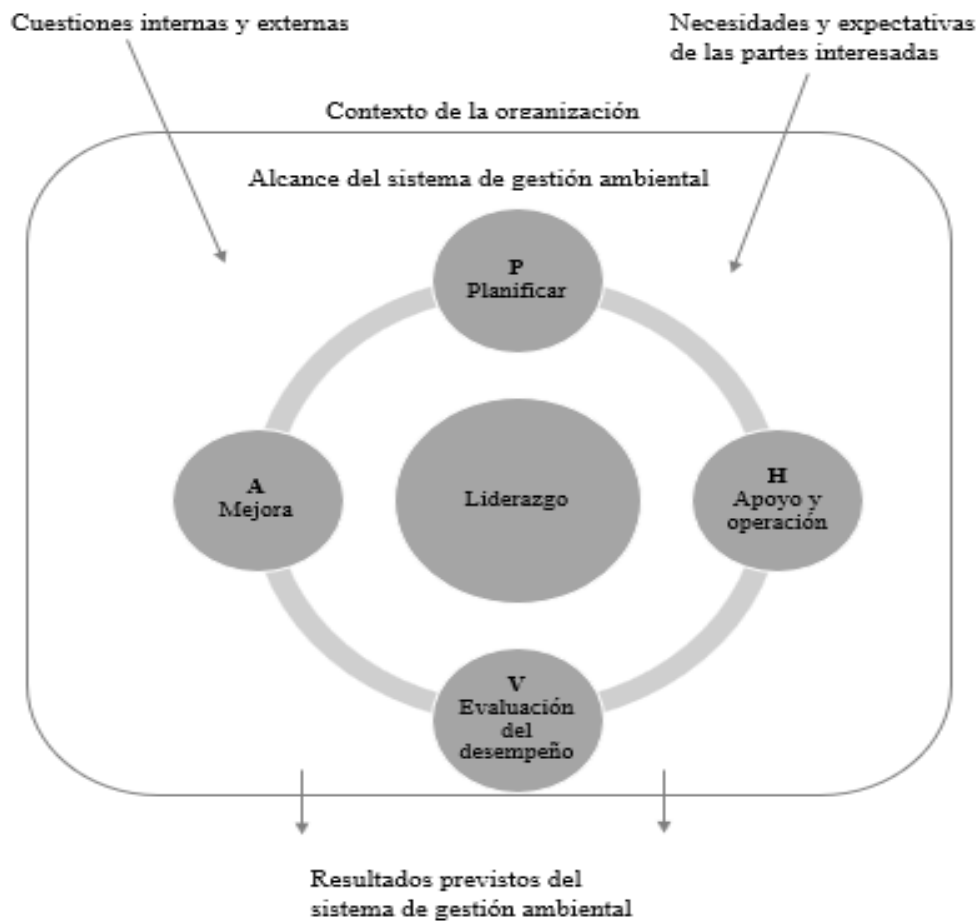 Cuestiones internas y externas
Necesidades y expectativas
de las partes interesadas
Contexto de la organización
Alcance del sistema de gestión ambiental
P
Planificar
A
Mejora
Liderazgo
H
Apoyo y
operación
V
Evaluación
del
desempeño
Resultados previstos del
sistema de gestión ambiental